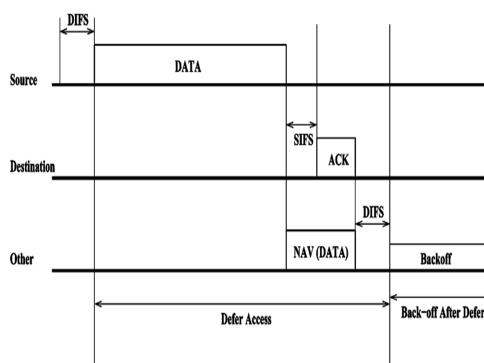 DIFS
DATA
Source
SIFS
ACK
Destination
DIFS
NAV (DATA)
Backoff
Other
Defer Access
Back-off After Defer